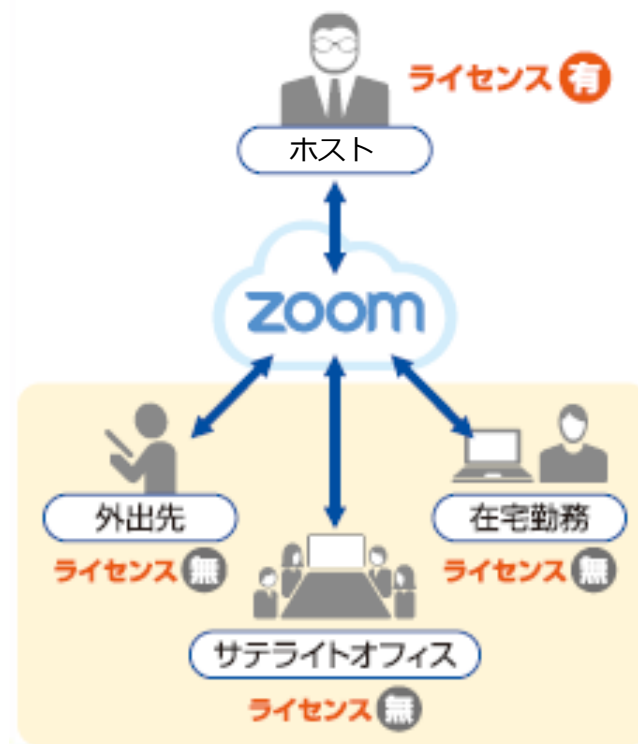 ライセンス 有
ホスト
zoom
外出先
在宅勤務
ライセンス 無
ライセンス 無
サテライトオフィス
ライセンス 無